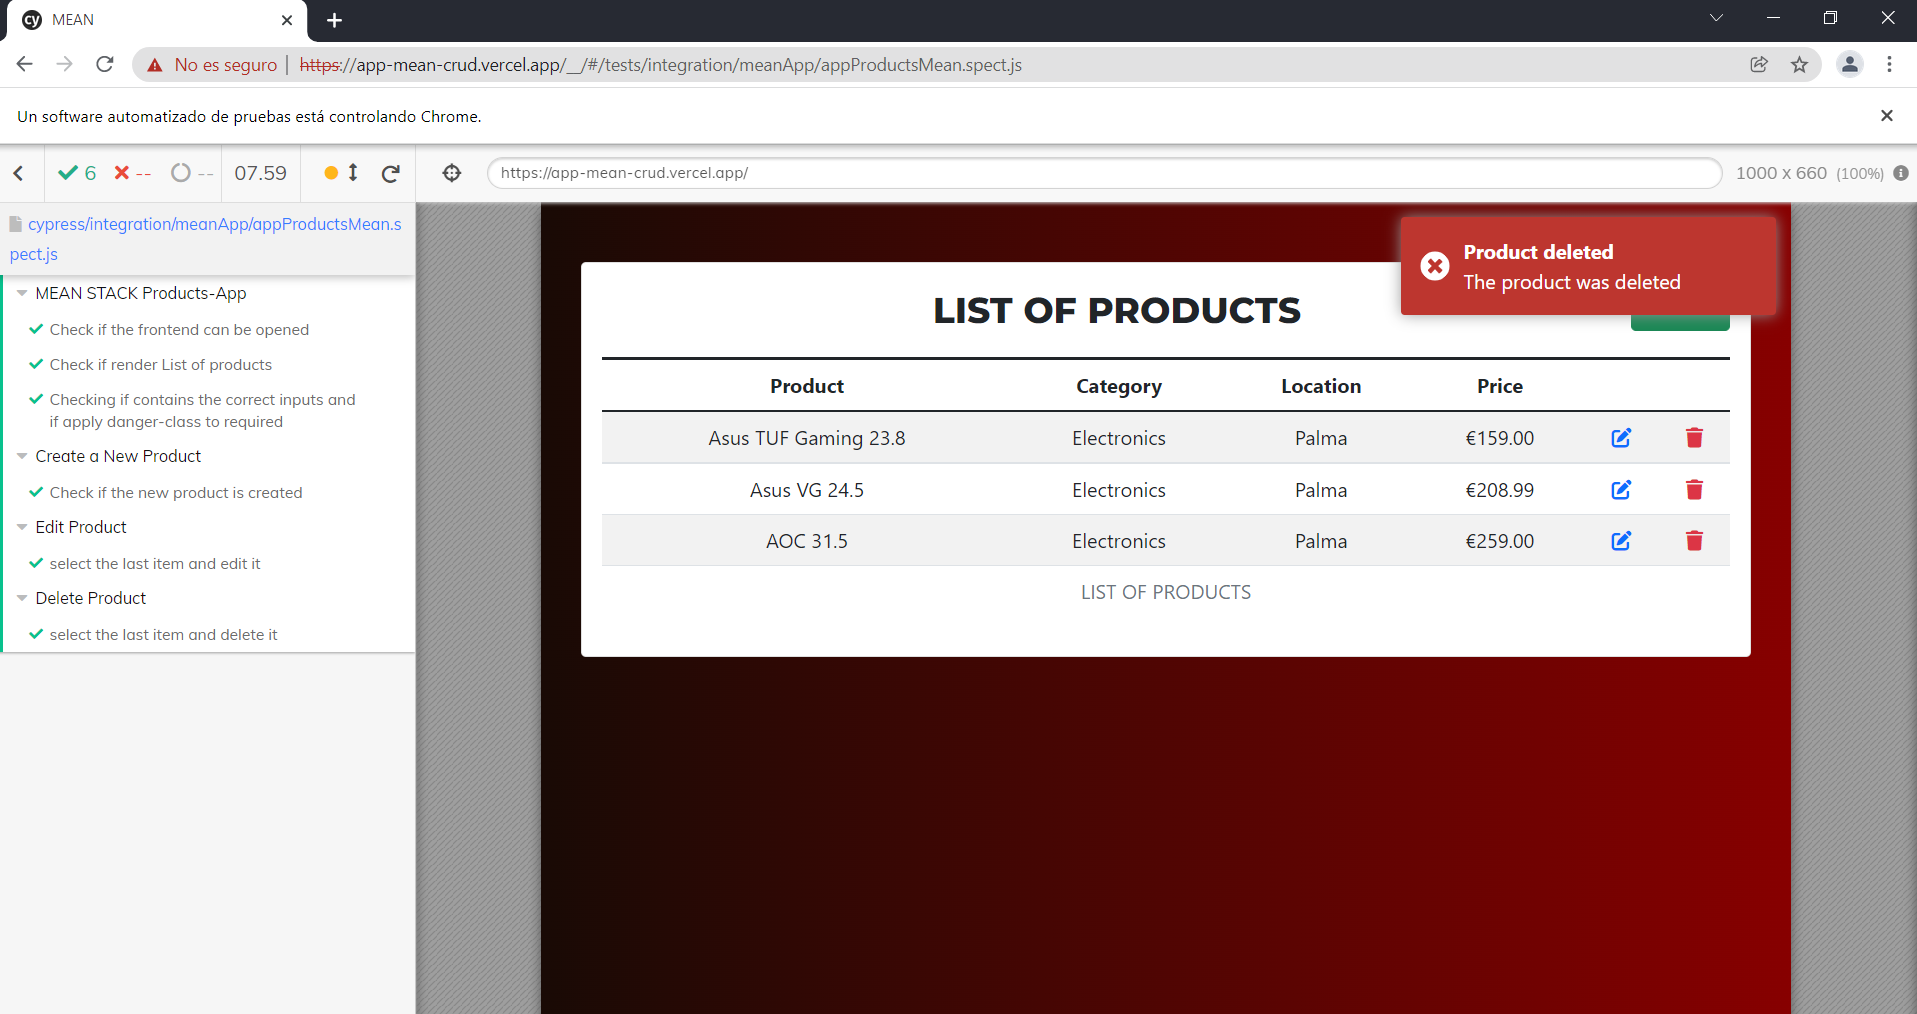 cy MEAN
No es seguro https://app-mean-crud.vercel.app/__/#/tests/integration/meanApp/appProductsMean.spect.js
Un software automatizado de pruebas está controlando Chrome.
6 -- -- 07.59
https://app-mean-crud.vercel.app/
1000 x 660 (100%)
cypress/integration/meanApp/appProductsMean.s
pect.js
MEAN STACK Products-App
Check if the frontend can be opened
Check if render List of products
Checking if contains the correct inputs and
if apply danger-class to required
Create a New Product
Check if the new product is created
Edit Product
select the last item and edit it
Delete Product
select the last item and delete it
Product deleted
The product was deleted
LIST OF PRODUCTS
Product Category Location Price
Asus TUF Gaming 23.8 Electronics Palma €159.00
Asus VG 24.5 Electronics Palma €208.99
AOC 31.5 Electronics Palma €259.00
LIST OF PRODUCTS